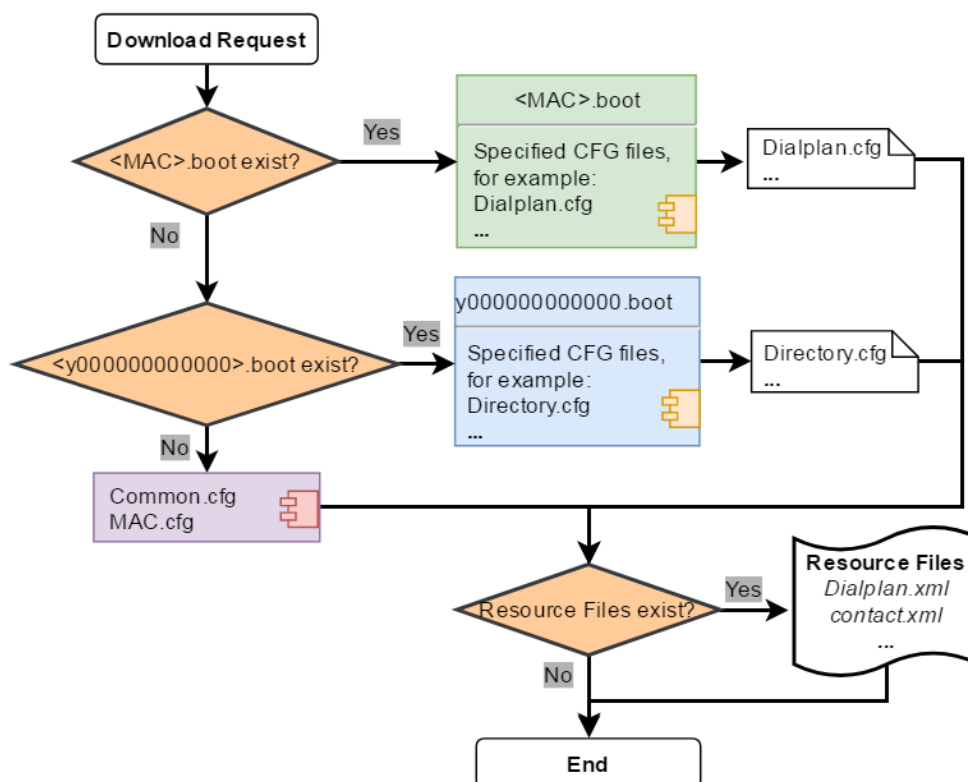 Download Request
<MAC>.boot exist?
Yes
<MAC>.boot
Specified CFG files,
for example:
Dialplan.cfg
...
Dialplan.cfg
...
No
<y000000000000>.boot exist?
Yes
y000000000000.boot
Specified CFG files,
for example:
Directory.cfg
...
Directory.cfg
...
No
Common.cfg
MAC.cfg
Resource Files exist?
Yes
Resource Files
Dialplan.xml
contact.xml
...
No
End